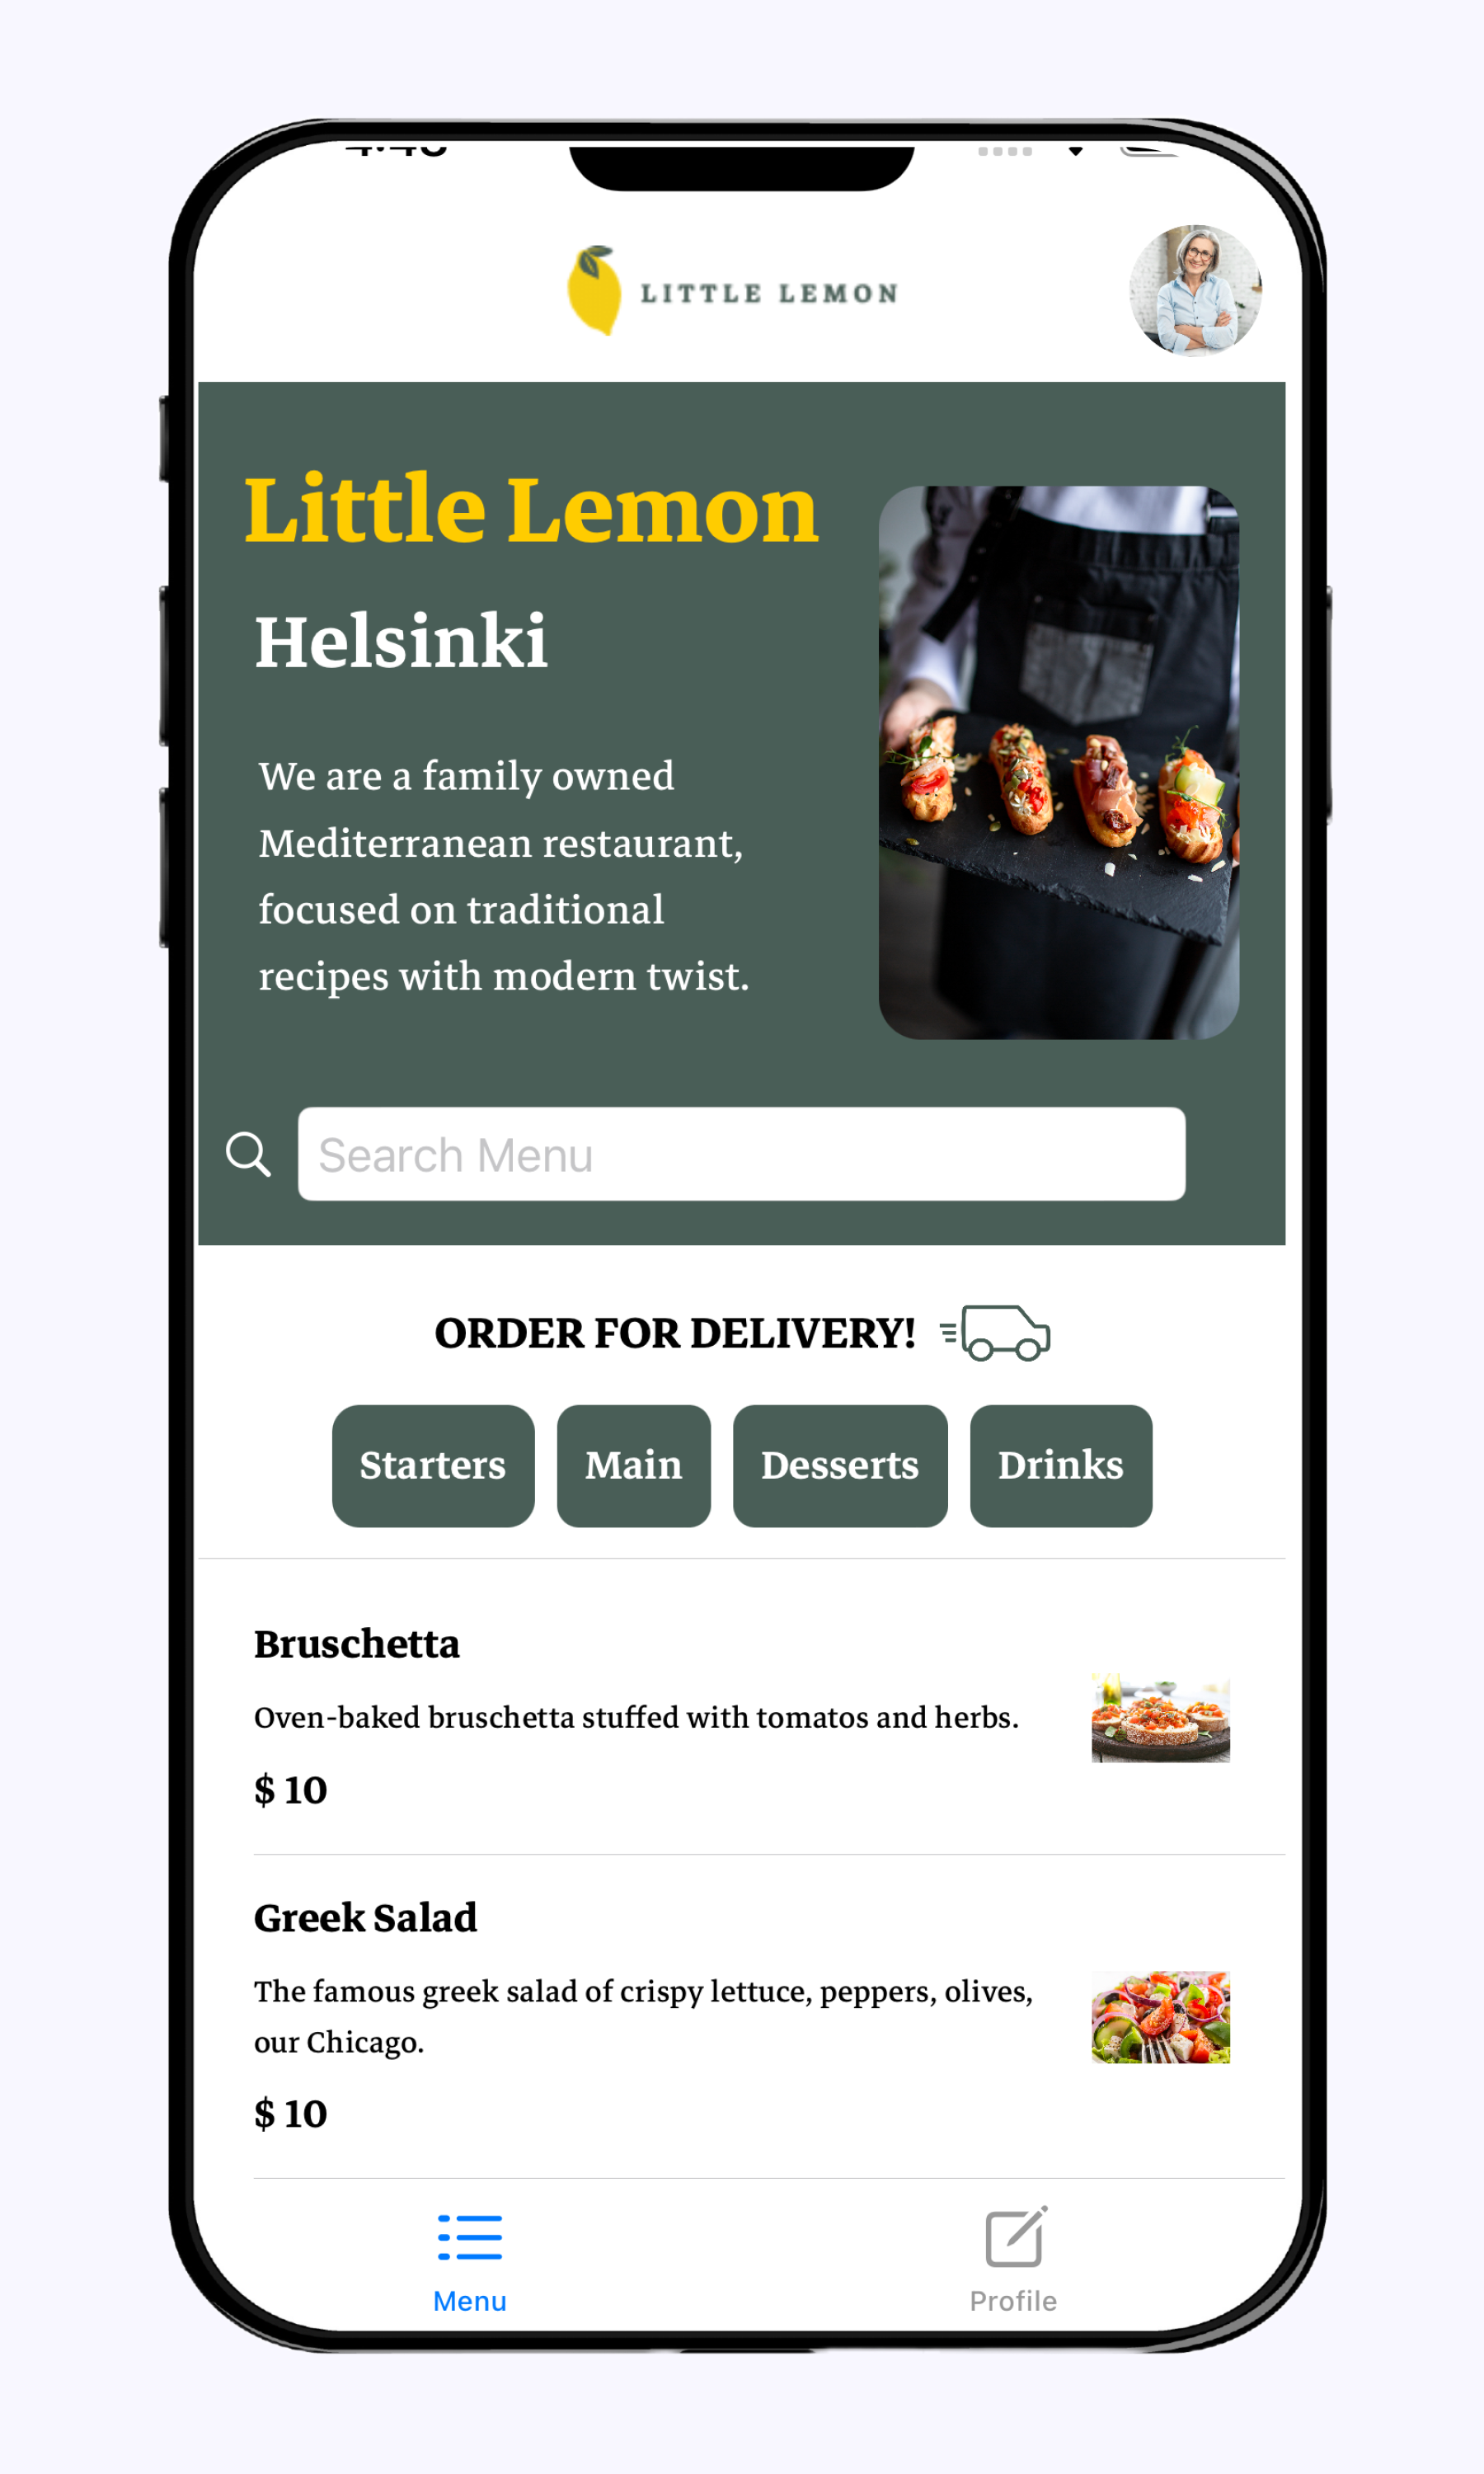 LITTLE LEMON
Little Lemon
Helsinki
We are a family owned
Mediterranean restaurant,
focused on traditional
recipes with modern twist.
Search Menu
ORDER FOR DELIVERY!
Starters Main Desserts Drinks
Bruschetta
Oven-baked bruschetta stuffed with tomatos and herbs.
$ 10
Greek Salad
The famous greek salad of crispy lettuce, peppers, olives,
our Chicago.
$ 10
Menu Profile